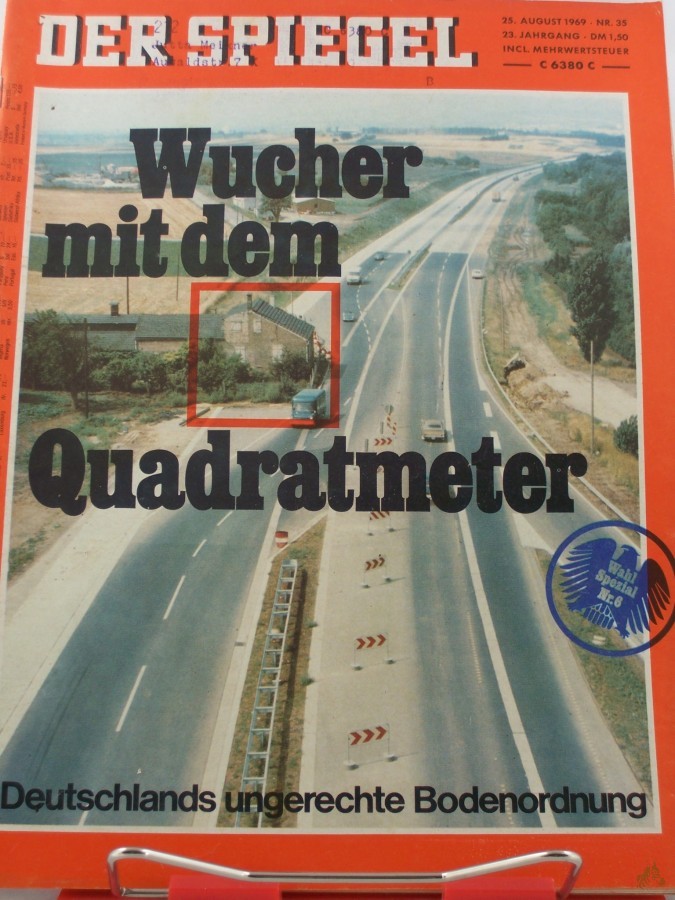 DER SPIEGEL
25. AUGUST 1969 · NR. 35
23. JAHRGANG · DM 1,50
INCL. MEHRWERTSTEUER
C 6380 C
Wucher
mit dem
Quadratmeter
Wahl
Spezial
Nr. 6
Deutschlands ungerechte Bodenordnung